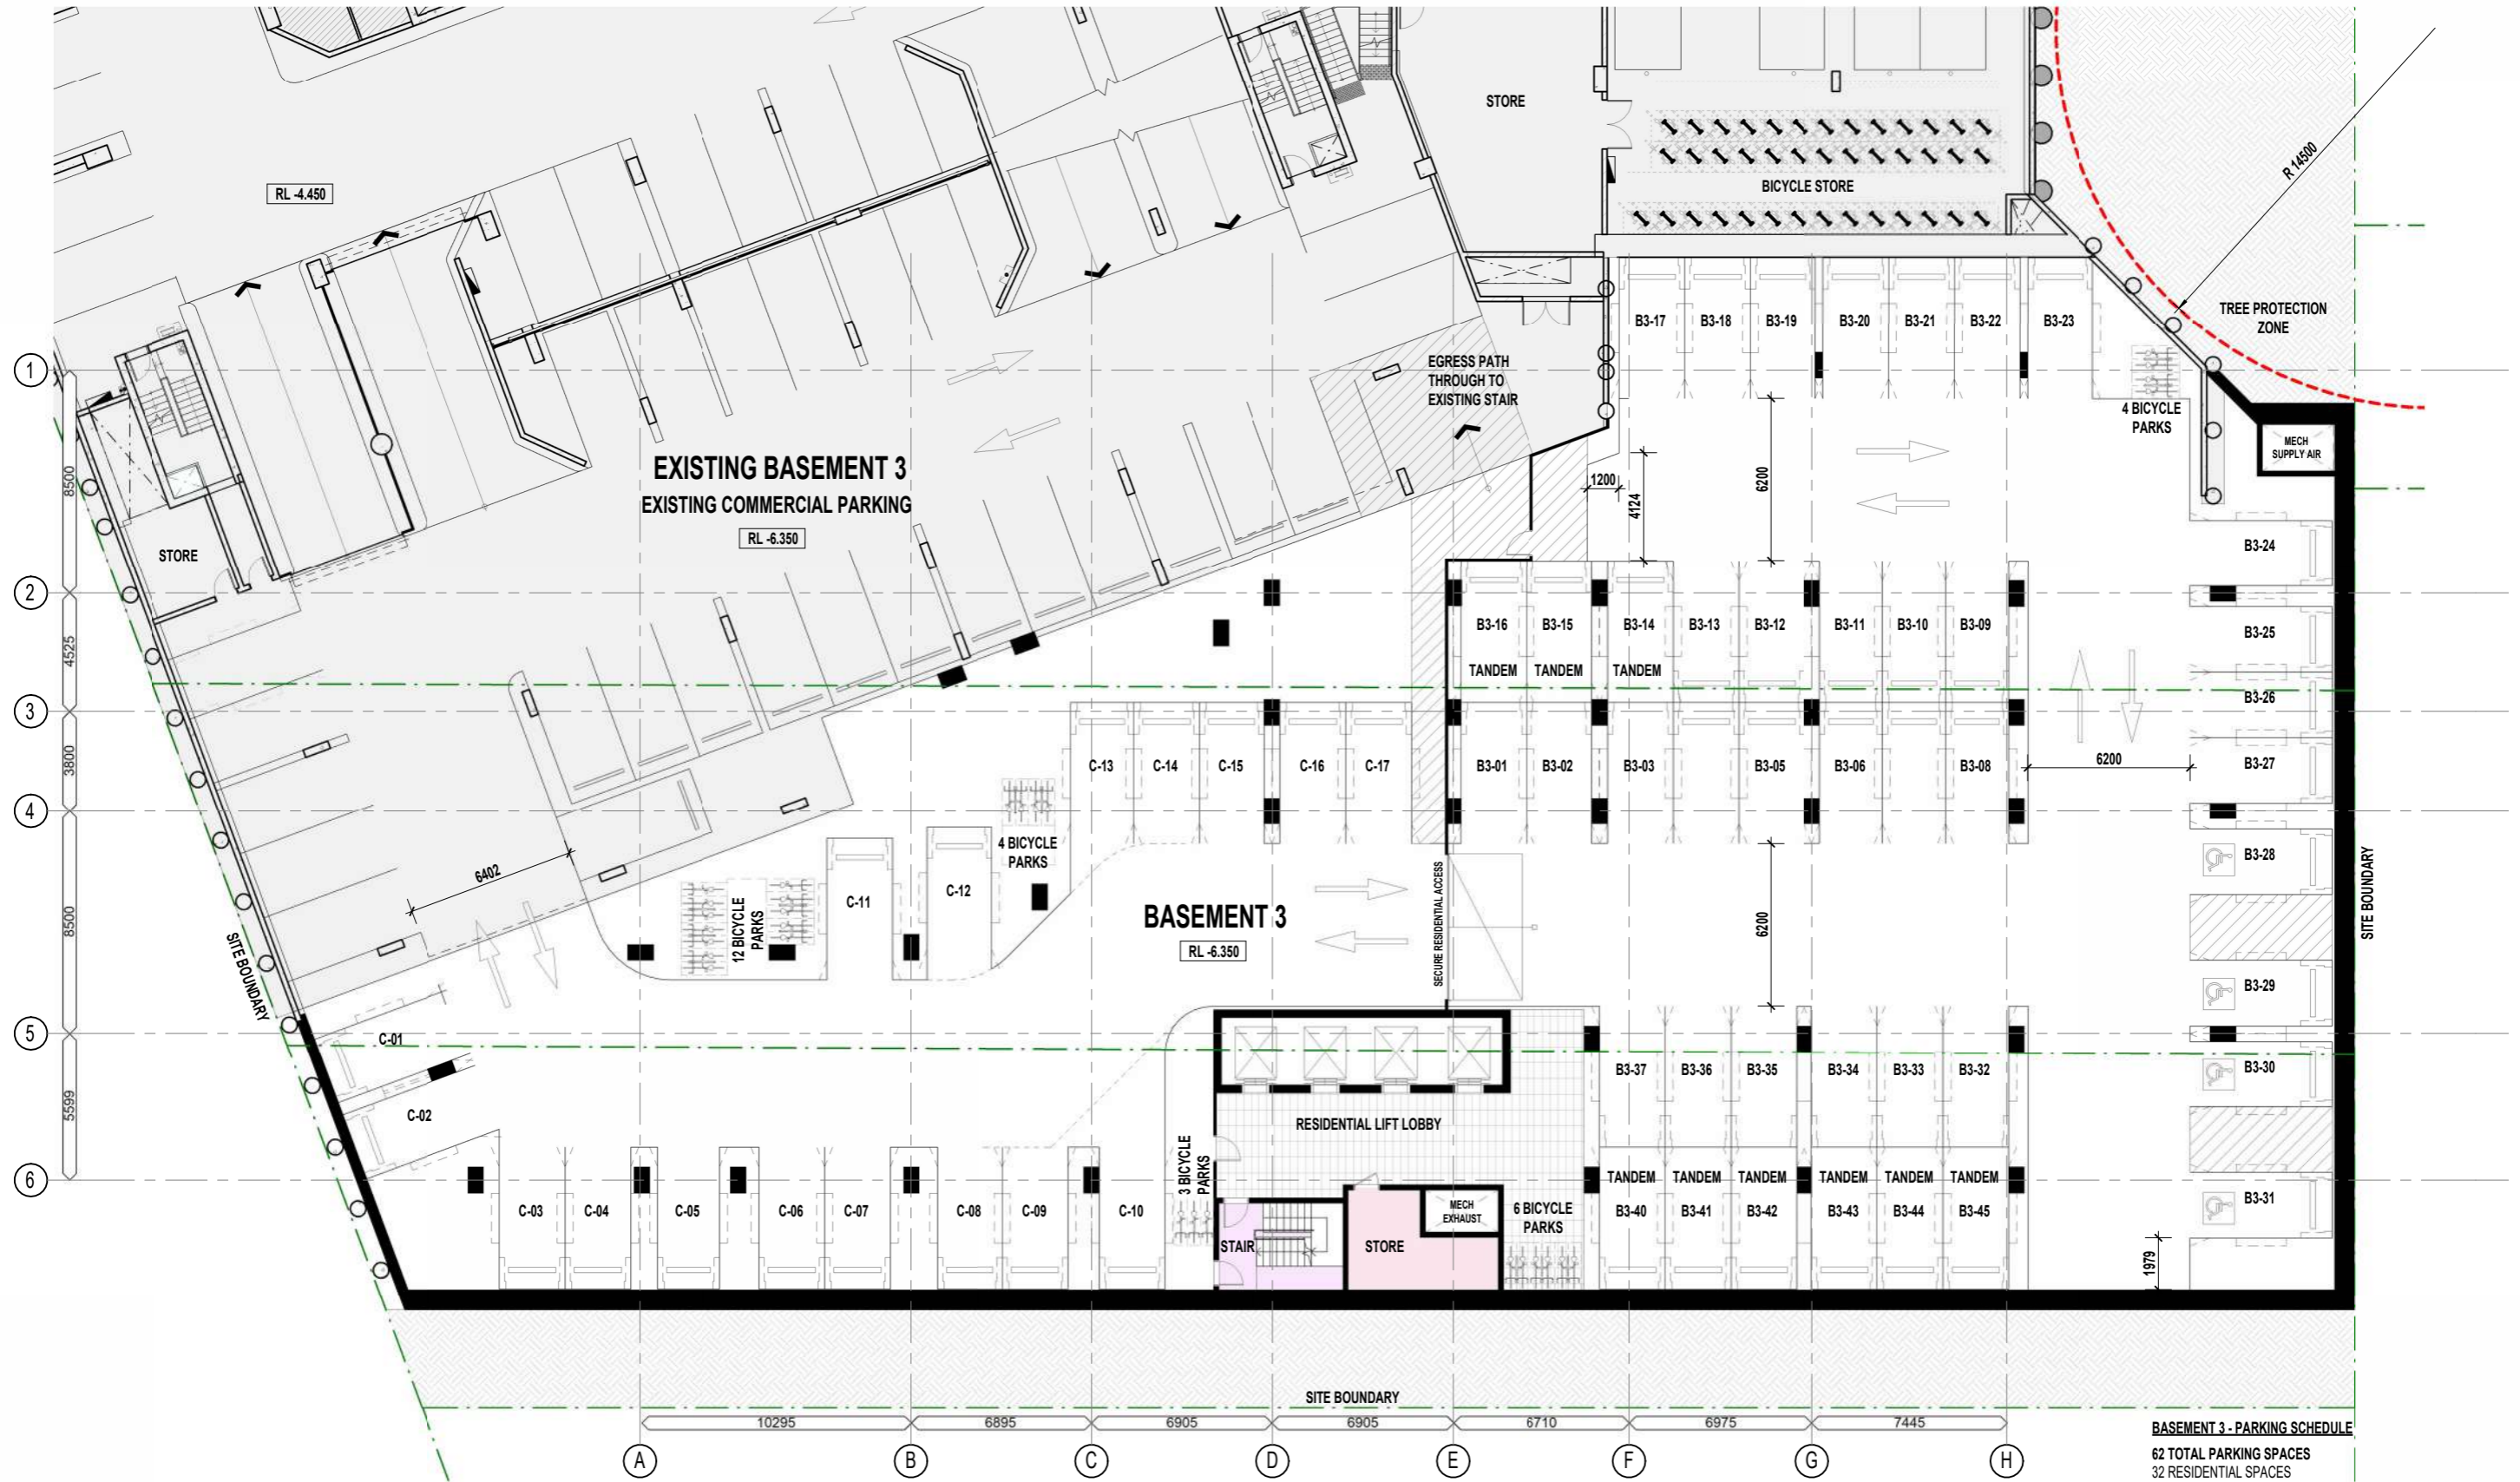 STORE
BICYCLE STORE
RL -4.450
R 14500
TREE PROTECTION
ZONE
B3-17
B3-18
B3-19
B3-20
B3-21
B3-22
B3-23
EGRESS PATH
THROUGH TO
EXISTING STAIR
4 BICYCLE
PARKS
MECH
SUPPLY AIR
EXISTING BASEMENT 3
EXISTING COMMERCIAL PARKING
RL -6.350
1200
4124
6200
STORE
1
2
3
4
5
6
8500
4525
3800
8500
5599
B3-24
B3-25
B3-26
B3-27
B3-28
B3-29
B3-30
B3-31
B3-16
B3-15
B3-14
B3-13
B3-12
B3-11
B3-10
B3-09
TANDEM
TANDEM
TANDEM
C-13
C-14
C-15
C-16
C-17
B3-01
B3-02
B3-03
B3-05
B3-06
B3-08
6200
6402
4 BICYCLE
PARKS
12 BICYCLE
PARKS
C-11
C-12
BASEMENT 3
RL -6.350
SECURE RESIDENTIAL ACCESS
6200
SITE BOUNDARY
SITE BOUNDARY
C-01
C-02
B3-37
B3-36
B3-35
B3-34
B3-33
B3-32
RESIDENTIAL LIFT LOBBY
TANDEM
TANDEM
TANDEM
TANDEM
TANDEM
TANDEM
C-03
C-04
C-05
C-06
C-07
C-08
C-09
C-10
3 BICYCLE
PARKS
MECH
EXHAUST
6 BICYCLE
PARKS
B3-40
B3-41
B3-42
B3-43
B3-44
B3-45
STAIR
STORE
1979
SITE BOUNDARY
10295
6895
6905
6905
6710
6975
7445
A
B
C
D
E
F
G
H
BASEMENT 3 - PARKING SCHEDULE
62 TOTAL PARKING SPACES
32 RESIDENTIAL SPACES